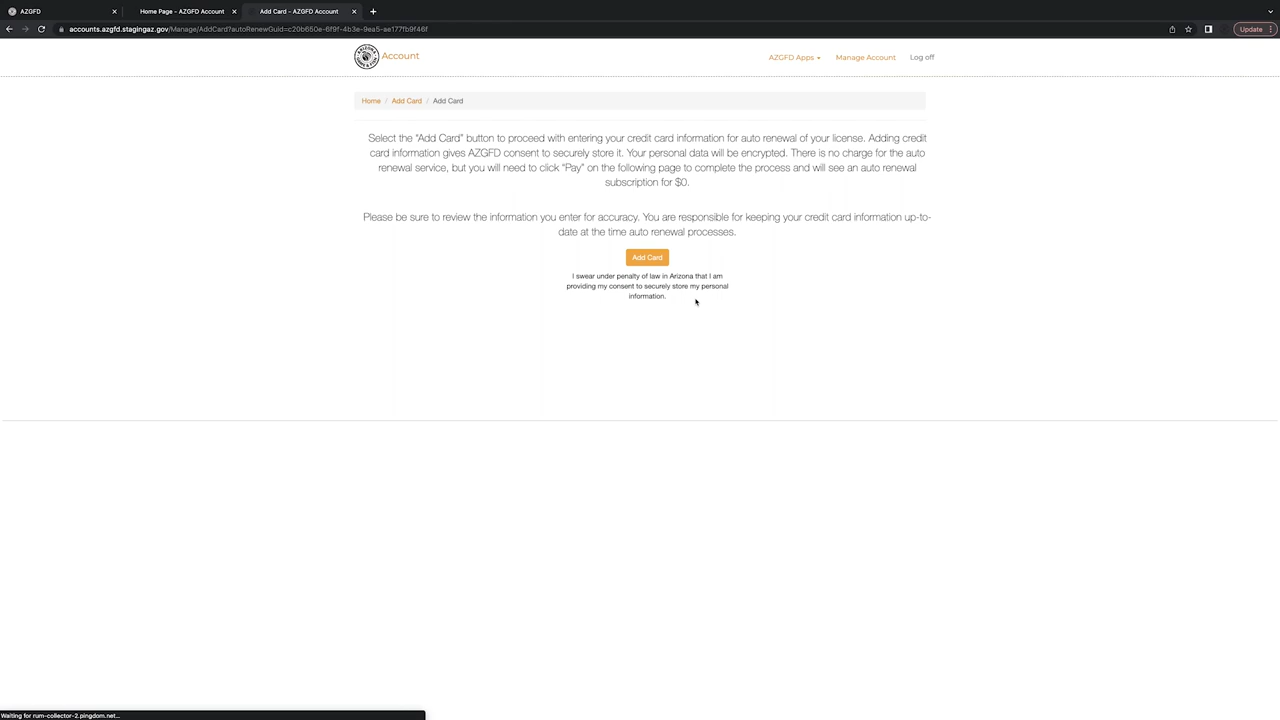 AZGFD
Home Page - AZGFD Account
Add Card - AZGFD Account
Update
accounts.azgfd.stagingaz.gov/Manage/AddCard?autoRenewGuid=c20b650e-6f9f-4b3e-9ea5-ae177fb9f46f
Account
AZGFD Apps
Manage Account
Log off
Home / Add Card / Add Card
Select the “Add Card” button to proceed with entering your credit card information for auto renewal of your license. Adding credit
card information gives AZGFD consent to securely store it. Your personal data will be encrypted. There is no charge for the auto
renewal service, but you will need to click “Pay” on the following page to complete the process and will see an auto renewal
subscription for $0.
Please be sure to review the information you enter for accuracy. You are responsible for keeping your credit card information up-to-
date at the time auto renewal processes.
Add Card
I swear under penalty of law in Arizona that I am
providing my consent to securely store my personal
information.
Waiting for rum-collector-2.pingdom.net...